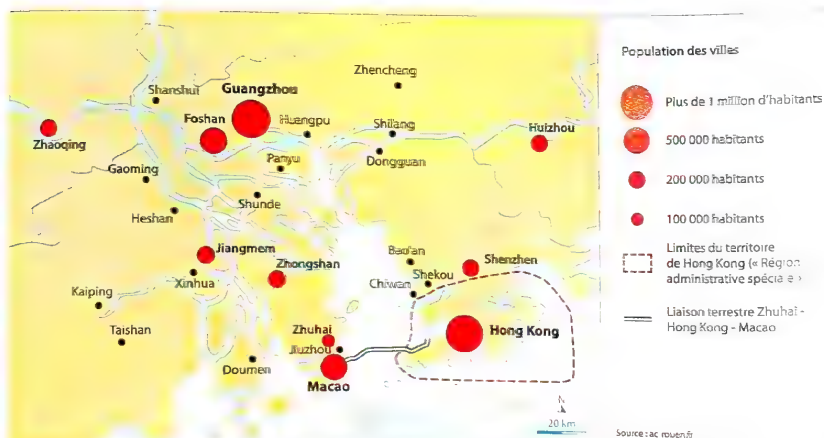 Zhencheng
Shanshui
Guangzhou
Foshan
Huangpu
Shilang
Huizhou
Zhaoqing
Dongguan
Panyu
Gaoming
Shunde
Heshan
Jiangmem
Bao'an
Shenzhen
Zhongshan
Shekou
Xinhua
Chiwan
Kaiping
Taishan
Zhuhai
Hong Kong
Jiuzhou
Doumen
Macao
N
20 km
Population des villes
Plus de 1 million d'habitants
500 000 habitants
200 000 habitants
100 000 habitants
Limites du territoire
de Hong Kong (« Région
administrative spéciale »)
Liaison terrestre Zhuhai -
Hong Kong - Macao
Source : ac rouen.fr